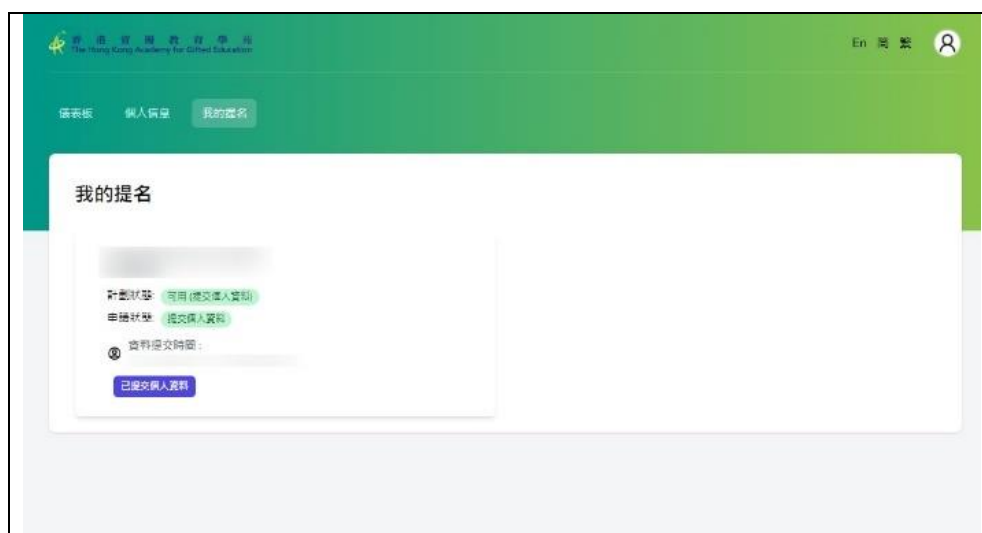 香港資優教育學苑
The Hong Kong Academy for Gifted Education
En 简 繁
儀表板 個人信息 我的提名
我的提名
計劃狀態: 可用 (提交個人資料)
申請狀態: 提交個人資料
資料提交時間 :
已提交個人資料